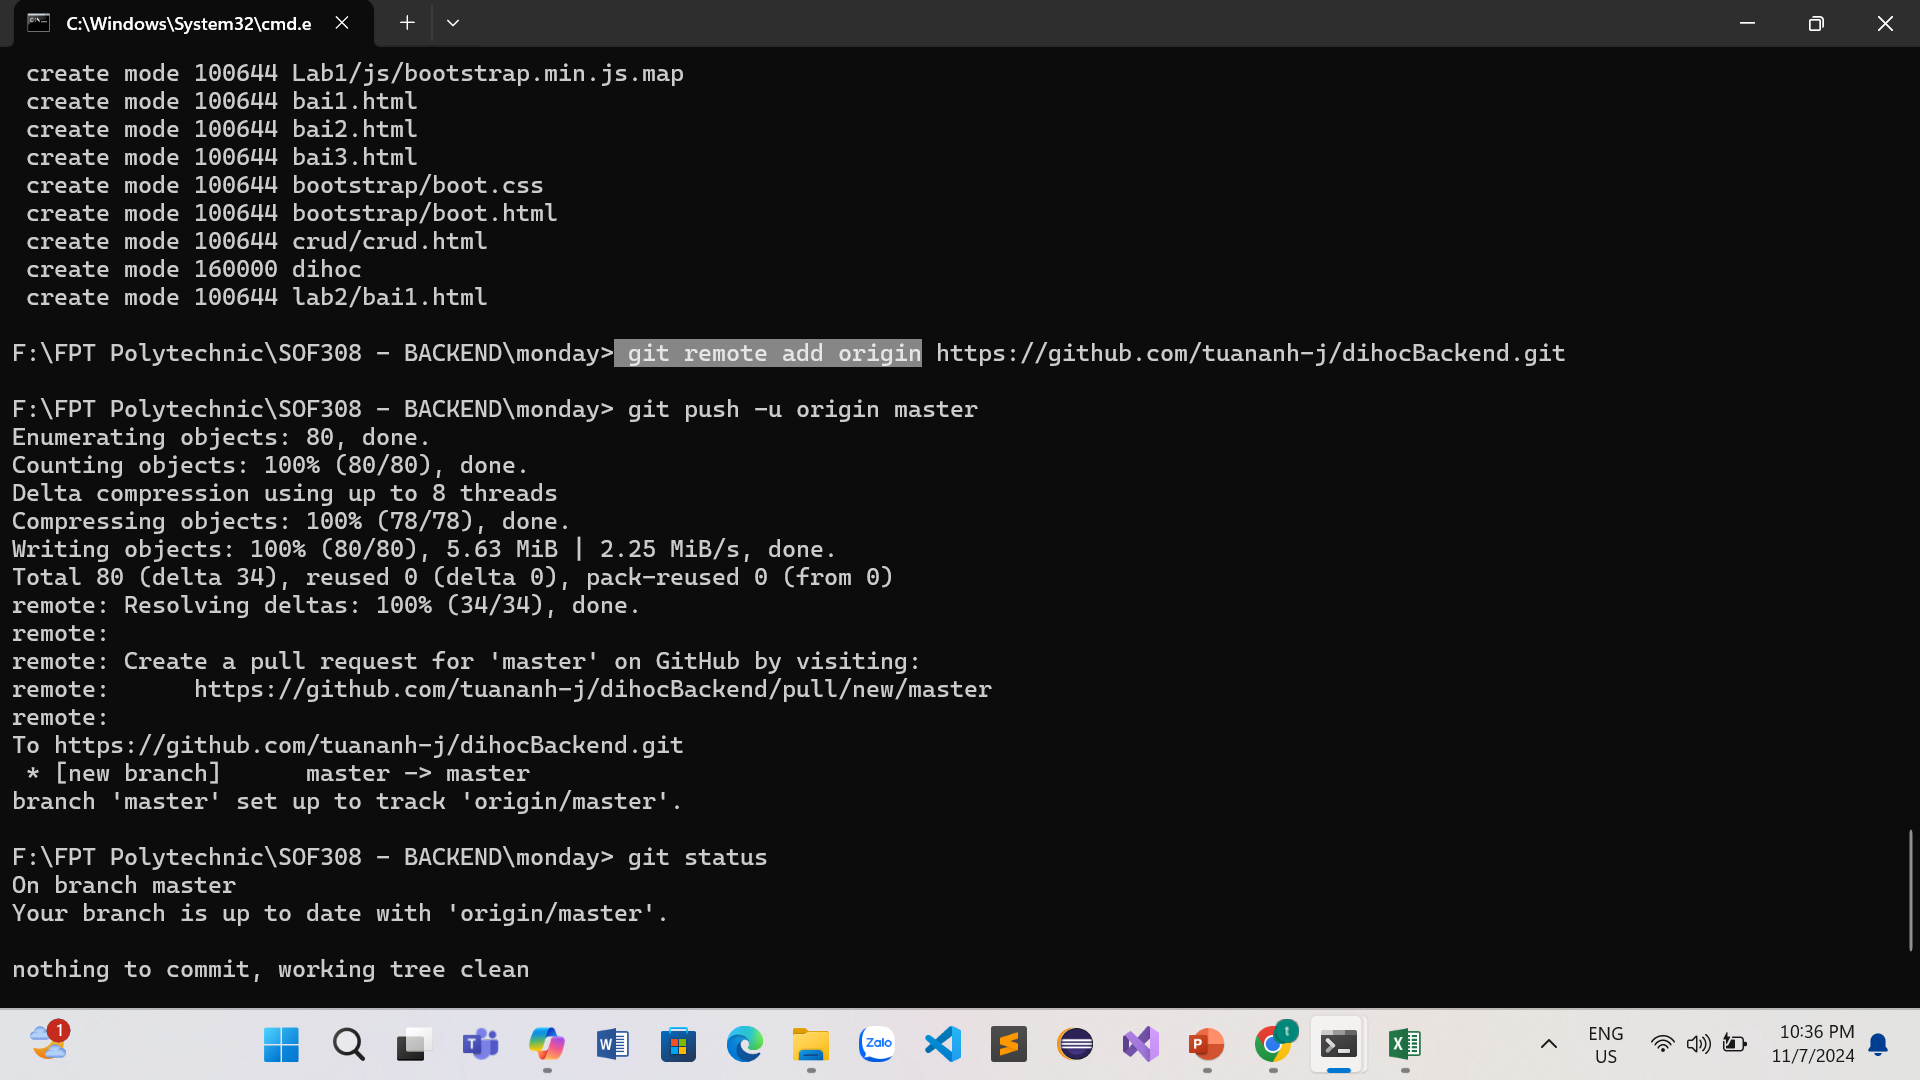 C:\Windows\System32\cmd.e
create mode 100644 Lab1/js/bootstrap.min.js.map
create mode 100644 bai1.html
create mode 100644 bai2.html
create mode 100644 bai3.html
create mode 100644 bootstrap/boot.css
create mode 100644 bootstrap/boot.html
create mode 100644 crud/crud.html
create mode 160000 dihoc
create mode 100644 lab2/bai1.html
F:\FPT Polytechnic\SOF308 - BACKEND\monday> git remote add origin https://github.com/tuananh-j/dihocBackend.git
F:\FPT Polytechnic\SOF308 - BACKEND\monday> git push -u origin master
Enumerating objects: 80, done.
Counting objects: 100% (80/80), done.
Delta compression using up to 8 threads
Compressing objects: 100% (78/78), done.
Writing objects: 100% (80/80), 5.63 MiB | 2.25 MiB/s, done.
Total 80 (delta 34), reused 0 (delta 0), pack-reused 0 (from 0)
remote: Resolving deltas: 100% (34/34), done.
remote:
remote: Create a pull request for 'master' on GitHub by visiting:
remote:      https://github.com/tuananh-j/dihocBackend/pull/new/master
remote:
To https://github.com/tuananh-j/dihocBackend.git
* [new branch]      master -> master
branch 'master' set up to track 'origin/master'.
F:\FPT Polytechnic\SOF308 - BACKEND\monday> git status
On branch master
Your branch is up to date with 'origin/master'.
nothing to commit, working tree clean
1
T
W
Zalo
P
t
X
ENG
US
10:36 PM
11/7/2024